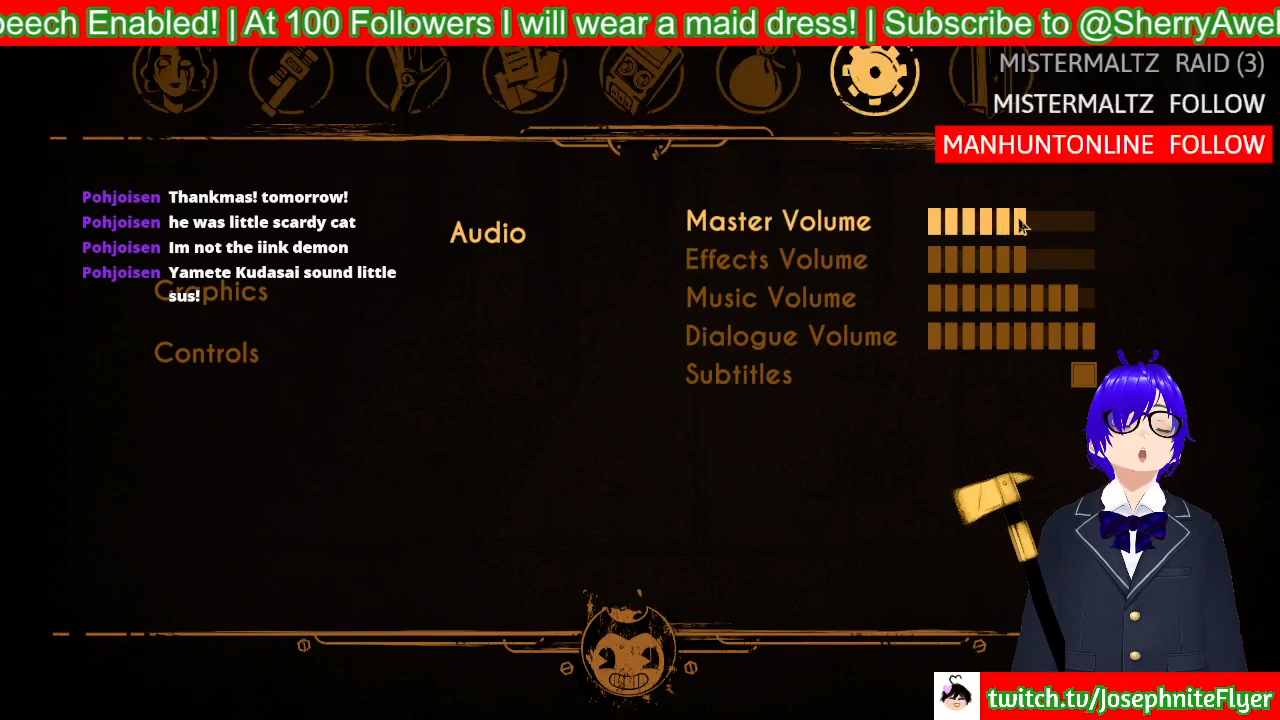 peech Enabled! | At 100 Followers I will wear a maid dress! | Subscribe to @SherryAwel
MISTERMALTZ RAID (3)
MISTERMALTZ FOLLOW
MANHUNTONLINE FOLLOW
Pohjoisen Thankmas! tomorrow!
Pohjoisen he was little scardy cat
Pohjoisen Im not the iink demon
Pohjoisen Yamete Kudasai sound little
sus!
Audio
Graphics
Controls
Master Volume
Effects Volume
Music Volume
Dialogue Volume
Subtitles
twitch.tv/JosephniteFlyer